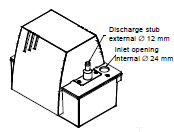 Discharge stub
external ∅ 12 mm
Inlet opening
internal ∅ 24 mm